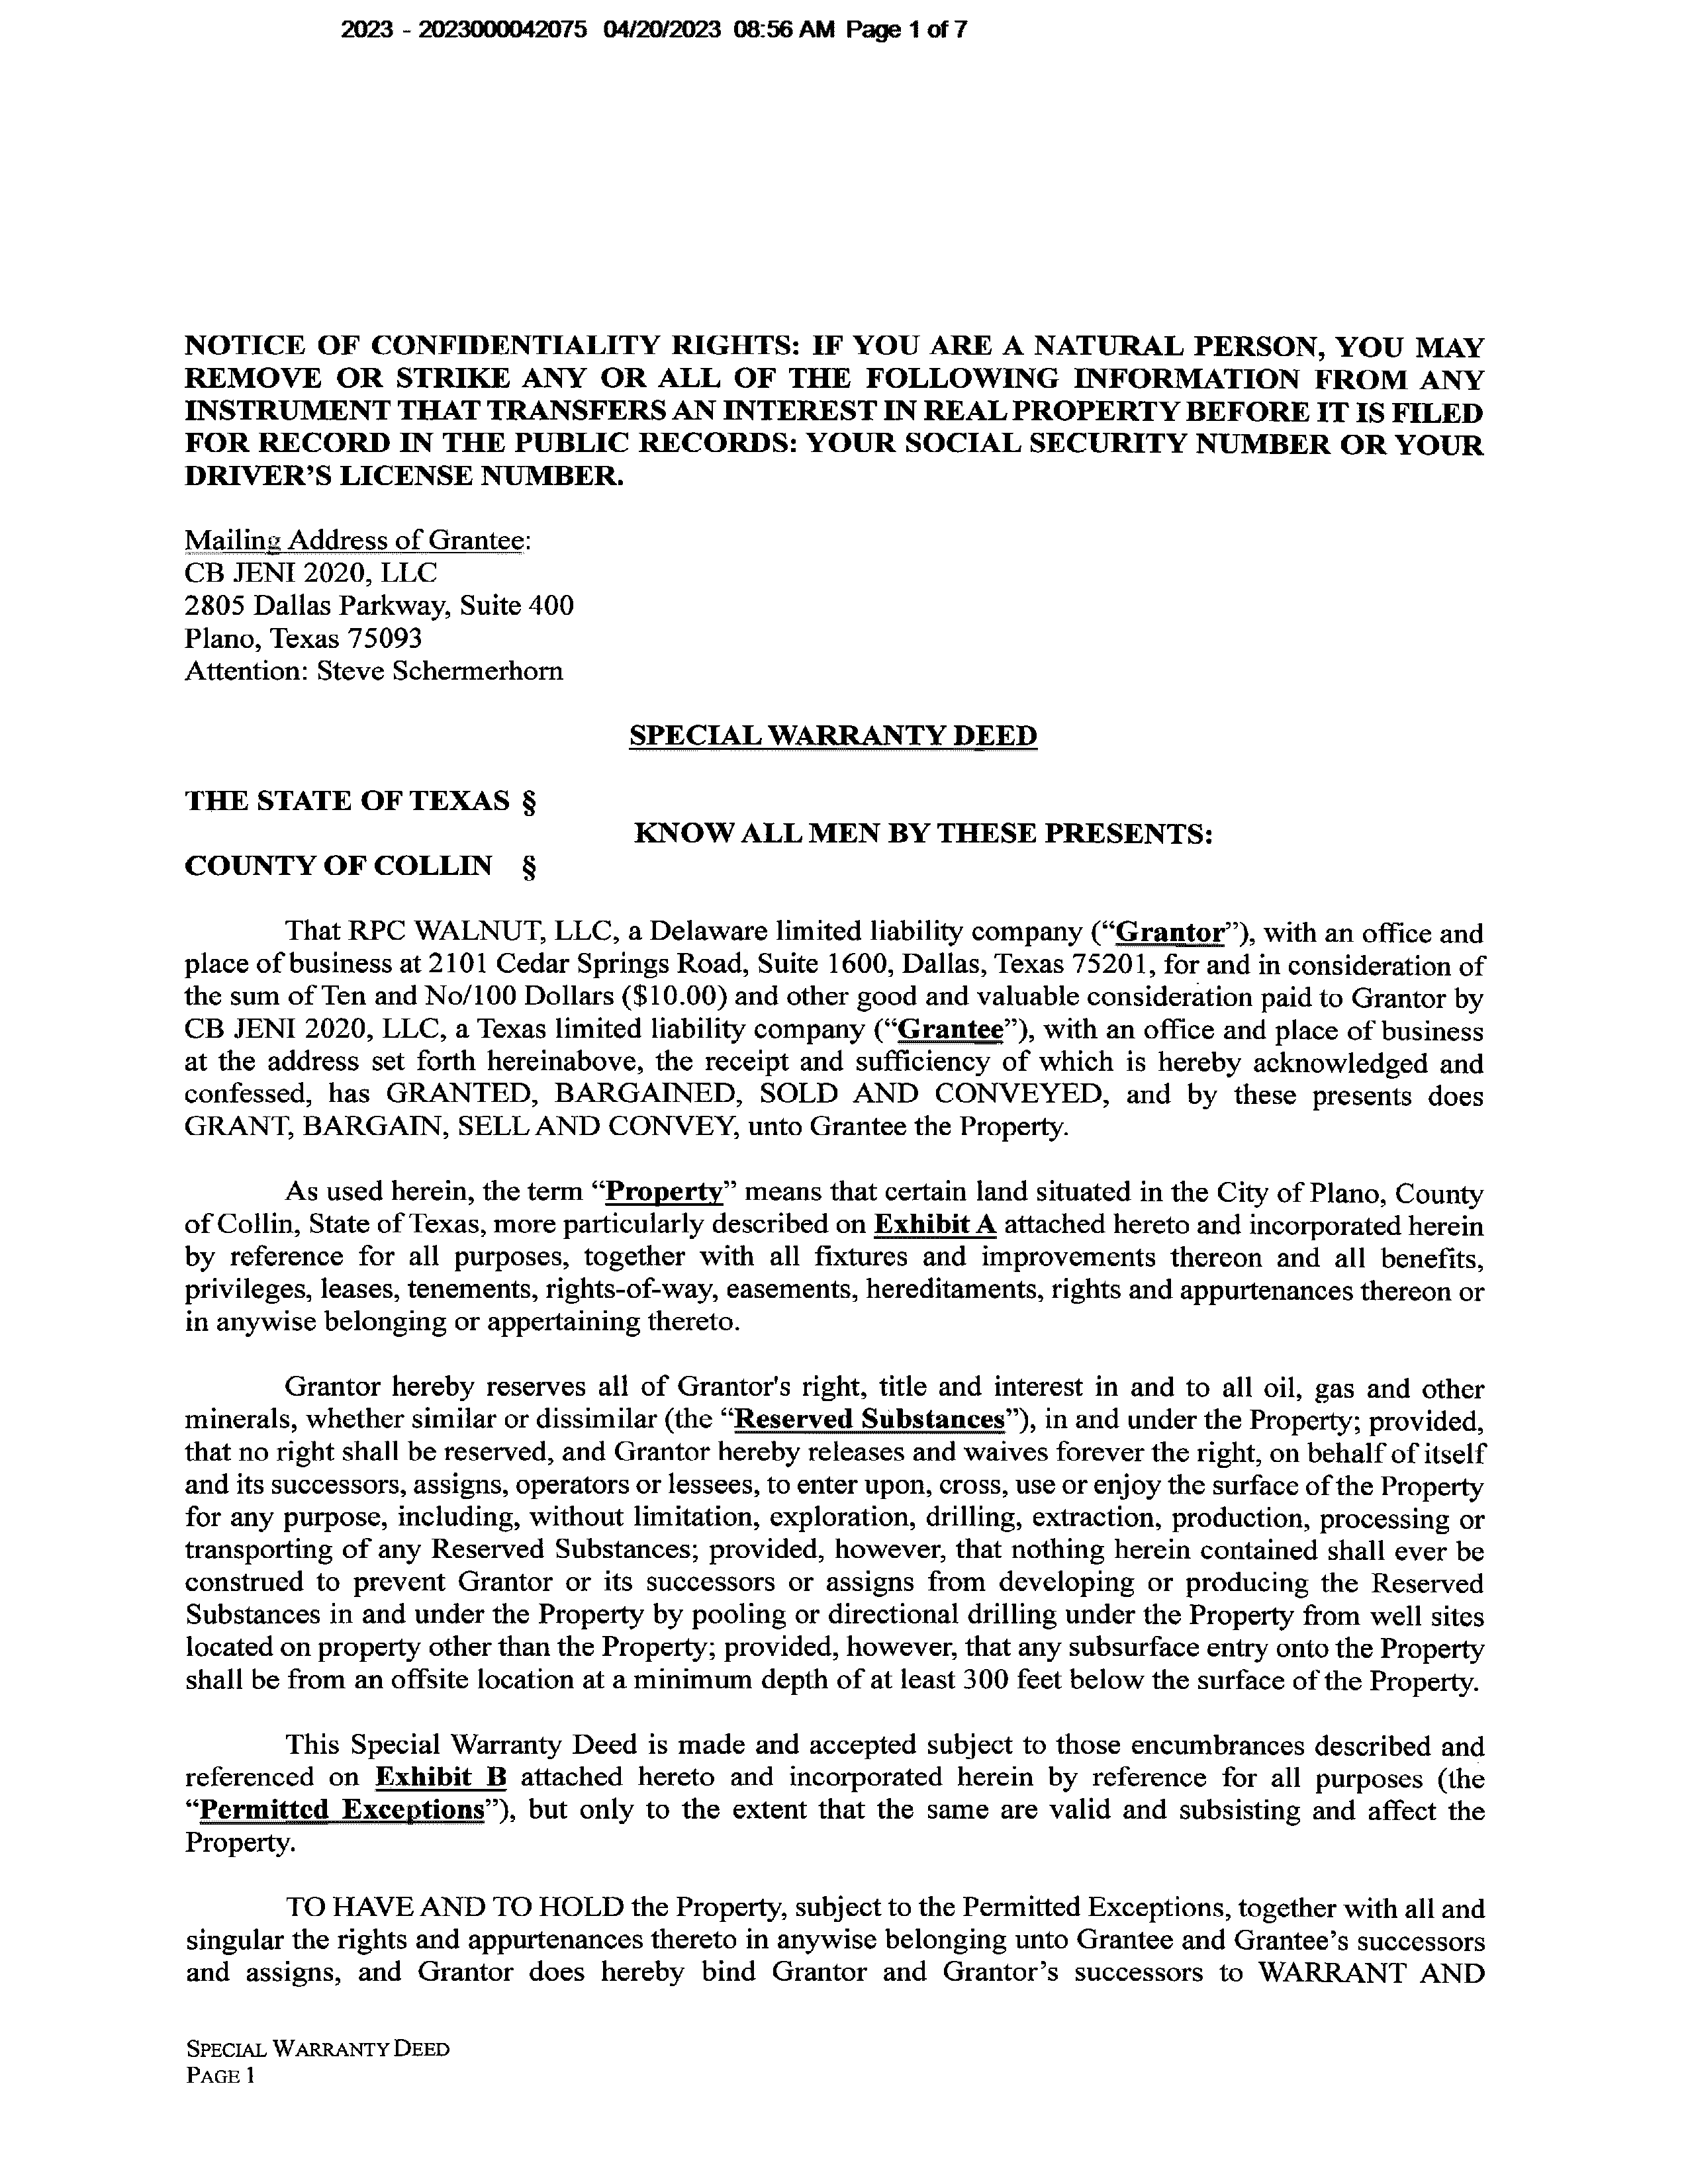 2023 - 2023000042075 04/20/2023 08:56 AM Page 1 of 7
NOTICE OF CONFIDENTIALITY RIGHTS: IF YOU ARE A NATURAL PERSON, YOU MAY
REMOVE OR STRIKE ANY OR ALL OF THE FOLLOWING INFORMATION FROM ANY
INSTRUMENT THAT TRANSFERS AN INTEREST IN REAL PROPERTY BEFORE IT IS FILED
FOR RECORD IN THE PUBLIC RECORDS: YOUR SOCIAL SECURITY NUMBER OR YOUR
DRIVER'S LICENSE NUMBER.
Mailing Address of Grantee:
CB JENI 2020, LLC
2805 Dallas Parkway, Suite 400
Plano, Texas 75093
Attention: Steve Schermerhorn
SPECIAL WARRANTY DEED
THE STATE OF TEXAS §
KNOW ALL MEN BY THESE PRESENTS:
COUNTY OF COLLIN §
That RPC WALNUT, LLC, a Delaware limited liability company (“Grantor”), with an office and
place of business at 2101 Cedar Springs Road, Suite 1600, Dallas, Texas 75201, for and in consideration of
the sum of Ten and No/100 Dollars ($10.00) and other good and valuable consideration paid to Grantor by
CB JENI 2020, LLC, a Texas limited liability company (“Grantee”), with an office and place of business
at the address set forth hereinabove, the receipt and sufficiency of which is hereby acknowledged and
confessed, has GRANTED, BARGAINED, SOLD AND CONVEYED, and by these presents does
GRANT, BARGAIN, SELL AND CONVEY, unto Grantee the Property.
As used herein, the term “Property” means that certain land situated in the City of Plano, County
of Collin, State of Texas, more particularly described on Exhibit A attached hereto and incorporated herein
by reference for all purposes, together with all fixtures and improvements thereon and all benefits,
privileges, leases, tenements, rights-of-way, easements, hereditaments, rights and appurtenances thereon or
in anywise belonging or appertaining thereto.
Grantor hereby reserves all of Grantor's right, title and interest in and to all oil, gas and other
minerals, whether similar or dissimilar (the “Reserved Substances”), in and under the Property; provided,
that no right shall be reserved, and Grantor hereby releases and waives forever the right, on behalf of itself
and its successors, assigns, operators or lessees, to enter upon, cross, use or enjoy the surface of the Property
for any purpose, including, without limitation, exploration, drilling, extraction, production, processing or
transporting of any Reserved Substances; provided, however, that nothing herein contained shall ever be
construed to prevent Grantor or its successors or assigns from developing or producing the Reserved
Substances in and under the Property by pooling or directional drilling under the Property from well sites
located on property other than the Property; provided, however, that any subsurface entry onto the Property
shall be from an offsite location at a minimum depth of at least 300 feet below the surface of the Property.
This Special Warranty Deed is made and accepted subject to those encumbrances described and
referenced on Exhibit B attached hereto and incorporated herein by reference for all purposes (the
“Permitted Exceptions”), but only to the extent that the same are valid and subsisting and affect the
Property.
TO HAVE AND TO HOLD the Property, subject to the Permitted Exceptions, together with all and
singular the rights and appurtenances thereto in anywise belonging unto Grantee and Grantee’s successors
and assigns, and Grantor does hereby bind Grantor and Grantor’s successors to WARRANT AND
SPECIAL WARRANTY DEED
PAGE 1